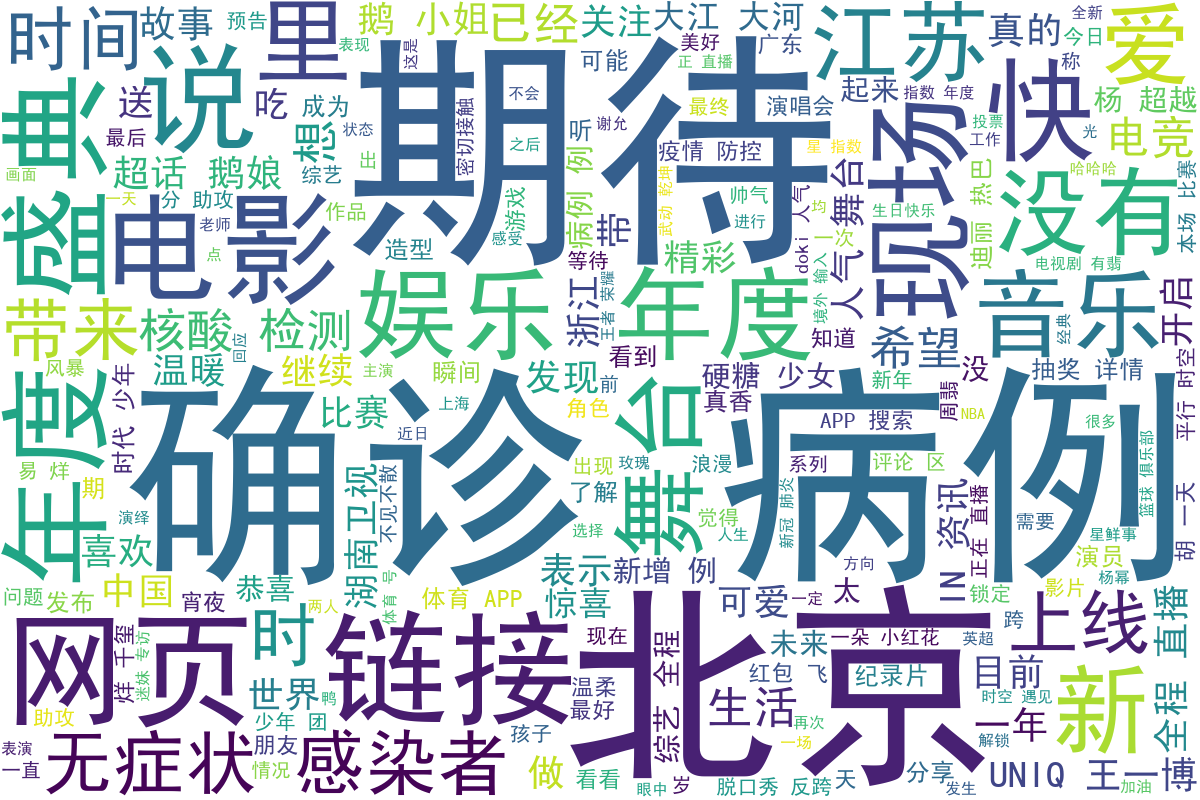 时间
故事
预告
里
鹅 小姐
已经
关注
大江 大河
江苏
真的
全新
今日
爱
表现
这是
可能
美好
广东
正 直播
称
盛典
送
说
吃
成为
想
状态
综艺
密切接触
期待
不会
之后
谢允
听
最终
演唱会
起来
指数 年度
现场
快
投票
工作
光
杨 超越
电竞
哈哈哈
最后
画面
超话 鹅娘
庄
疫情 防控
星 指数
一天
分 助攻
老师
点
电影
作品
造型
感受
游戏
病例 例
带
等待
帅气
进行
武动 乾坤
均
舞台
人气
doki 人气
一次
境外 输入
生日快乐
没有
迪丽 热巴
本场 比赛
电视剧 有翡
带来
核酸 检测
回应
娱乐
浙江
王者 荣耀
年度
精彩
知道
希望
音乐
经典
开启
时空
平行
风暴
温暖
继续
主演
瞬间
发现
前
看到
硬糖 少女
真香
新年
没
周翡
抽奖 详情
年度
时代 少年
比赛
上海
近日
角色
舞台
APP 搜索
NBA
很多
易 烊
期
演绎
喜欢
确诊
湖南卫视
不见不散
出现
玫瑰
了解
选择
浪漫
觉得
人生
系列
新冠 肺炎
病例
评论 区
IN 资讯
正在 直播
需要
篮球 俱乐部
星鲜事
胡 一天
问题
发布
中国
宵夜
恭喜
体育 号
体育 APP
表示
惊喜
新增 例
可爱
一定
太
方向
锁定
影片
演员
杨幂
网页
链接
烊 千玺
迷妹 专访
两人
时
现在
北京
综艺 全程
未来
一朵 小红花
英超
跨
上线
直播
全程
世界
鸭
温柔
最好
生活
红包 飞
纪录片
目前
时空 遇见
新
助攻
少年 团
孩子
再次
一场
一年
解锁
表演
一直
无症状
感染者
朋友
情况
做
看看
眼中
岁
脱口秀 反跨
天
分享
发生
UNIQ 王一博
加油